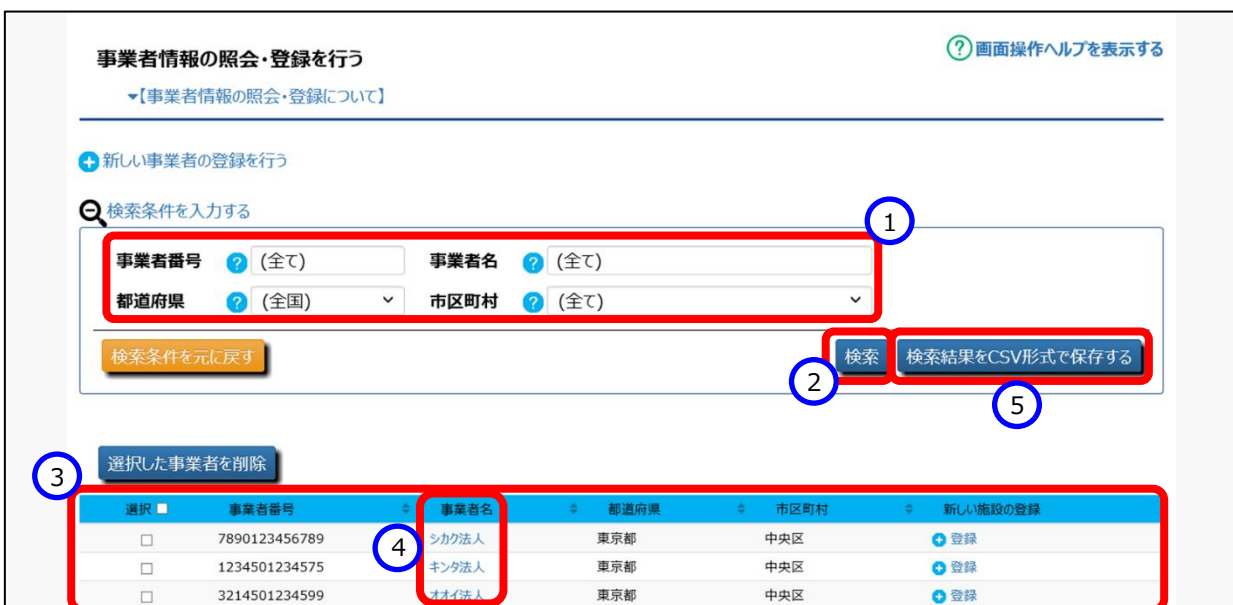 事業者情報の照会・登録を行う
?画面操作ヘルプを表示する
▼【事業者情報の照会・登録について】
新しい事業者の登録を行う
検索条件を入力する
1
事業者番号 ? (全て) 事業者名 ? (全て)
都道府県 ? (全国) 市区町村 ? (全て)
検索条件を元に戻す 検索 検索結果をCSV形式で保存する
2
5
選択した事業者を削除
3
選択 事業者番号 事業者名 都道府県 市区町村 新しい施設の登録
4
7890123456789 シカク法人 東京都 中央区 登録
1234501234575 キンタ法人 東京都 中央区 登録
3214501234599 オオイ法人 東京都 中央区 登録